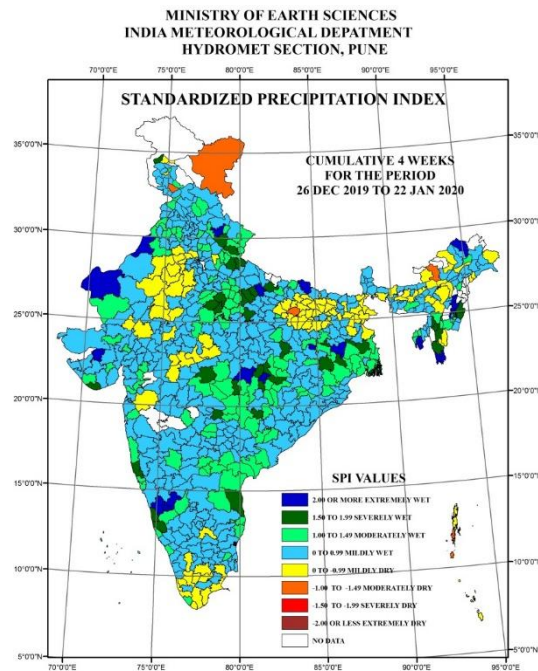 MINISTRY OF EARTH SCIENCES
INDIA METEOROLOGICAL DEPATMENT
HYDROMET SECTION, PUNE
70°0'0"E 75°0'0"E 80°0'0"E 85°0'0"E 90°0'0"E 95°0'0"E
STANDARDIZED PRECIPITATION INDEX
35°0'0"N 35°0'0"N
CUMULATIVE 4 WEEKS
FOR THE PERIOD
26 DEC 2019 TO 22 JAN 2020
30°0'0"N 30°0'0"N
25°0'0"N 25°0'0"N
20°0'0"N 20°0'0"N
15°0'0"N 15°0'0"N
SPI VALUES
2.00 OR MORE EXTREMELY WET
1.50 TO 1.99 SEVERELY WET
1.00 TO 1.49 MODERATELY WET
0 TO 0.99 MILDLY WET
0 TO -0.99 MILDLY DRY
-1.00 TO -1.49 MODERATELY DRY
-1.50 TO -1.99 SEVERELY DRY
-2.00 OR LESS EXTREMELY DRY
NO DATA
10°0'0"N 10°0'0"N
5°0'0"N 5°0'0"N
70°0'0"E 75°0'0"E 80°0'0"E 85°0'0"E 90°0'0"E 95°0'0"E